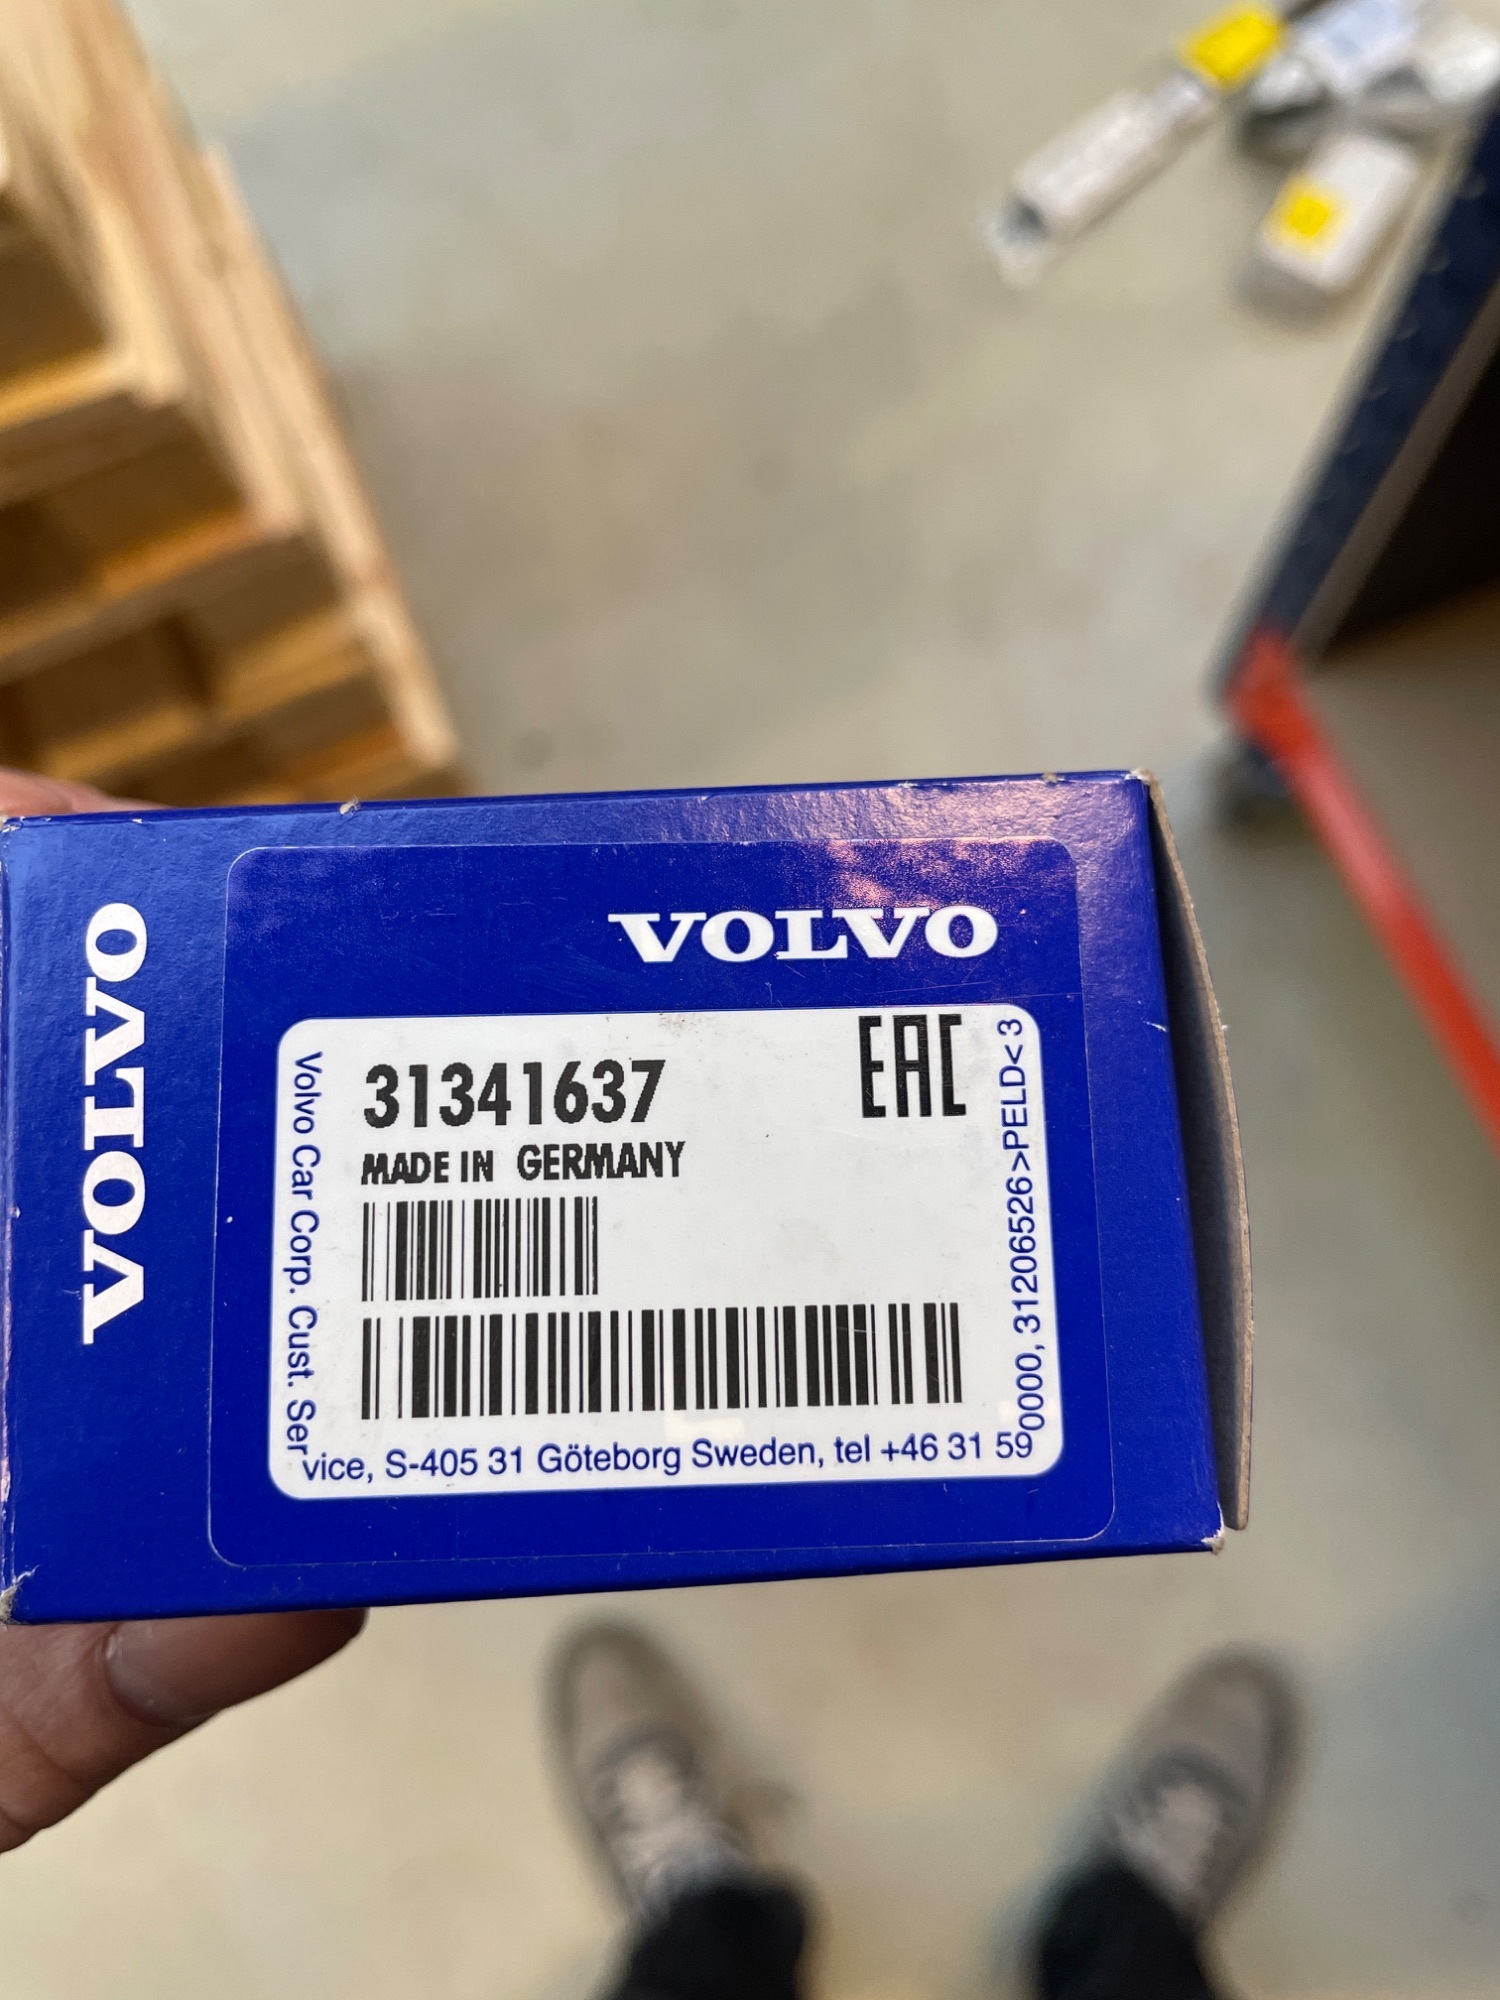 VOLVO
VOLVO
31341637
EAC
MADE IN GERMANY
Volvo Car Corp. Cust. Service, S-405 31 Göteborg Sweden, tel +46 31 590000, 31206526 >PELD< 3